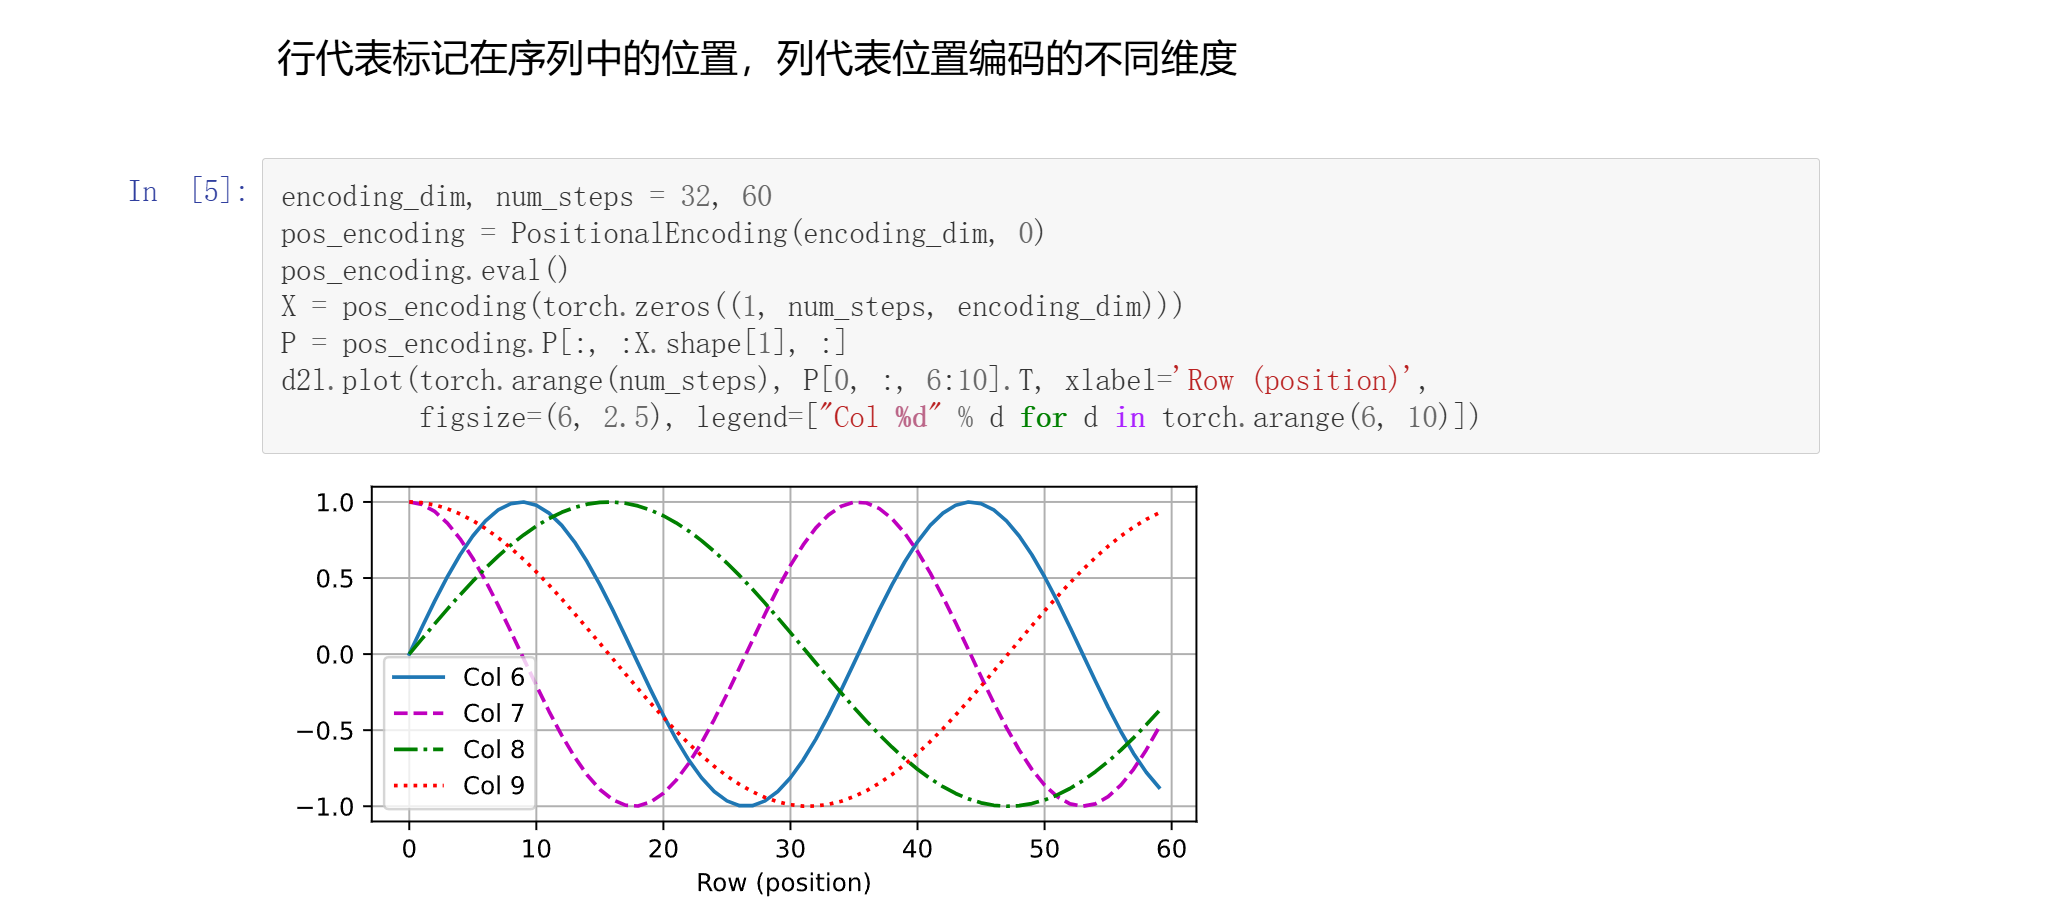 行代表标记在序列中的位置，列代表位置编码的不同维度
In [5]:
encoding_dim, num_steps = 32, 60
pos_encoding = PositionalEncoding(encoding_dim, 0)
pos_encoding.eval()
X = pos_encoding(torch.zeros((1, num_steps, encoding_dim)))
P = pos_encoding.P[:, :X.shape[1], :]
d2l.plot(torch.arange(num_steps), P[0, :, 6:10].T, xlabel='Row (position)',
figsize=(6, 2.5), legend=["Col %d" % d for d in torch.arange(6, 10)])
1.0
0.5
0.0
−0.5
−1.0
Col 6
Col 7
Col 8
Col 9
0 10 20 30 40 50 60
Row (position)